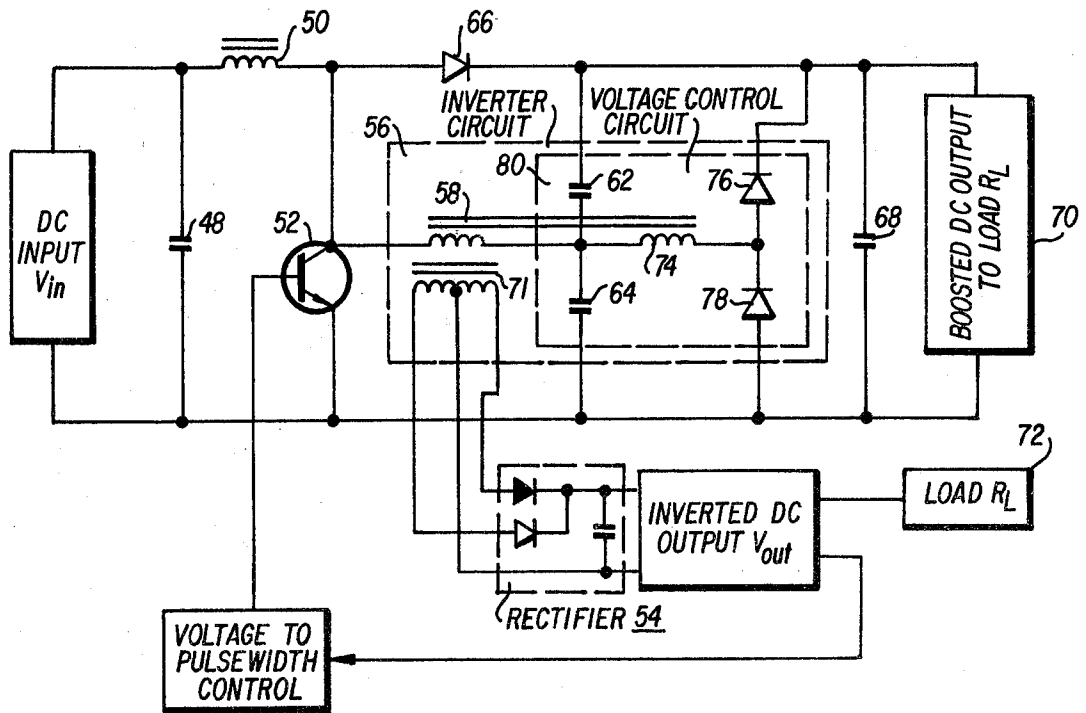 50
66
INVERTER
CIRCUIT
VOLTAGE CONTROL
CIRCUIT
56
80
62
76
58
DC
INPUT
Vin
48
52
74
68
BOOSTED DC OUTPUT
TO LOAD RL
70
71
64
78
72
LOAD RL
INVERTED DC
OUTPUT Vout
RECTIFIER 54
VOLTAGE TO
PULSEWIDTH
CONTROL